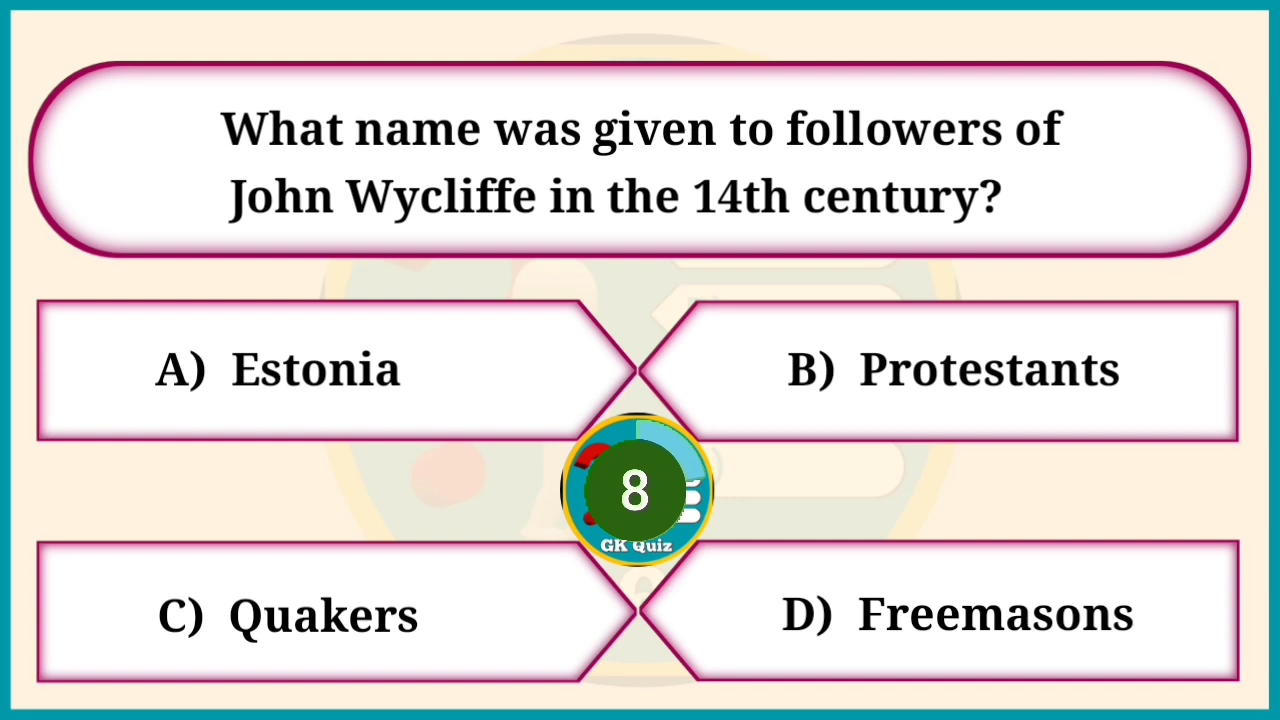 What name was given to followers of
John Wycliffe in the 14th century?
A) Estonia
B) Protestants
8
GK Quiz
C) Quakers
D) Freemasons